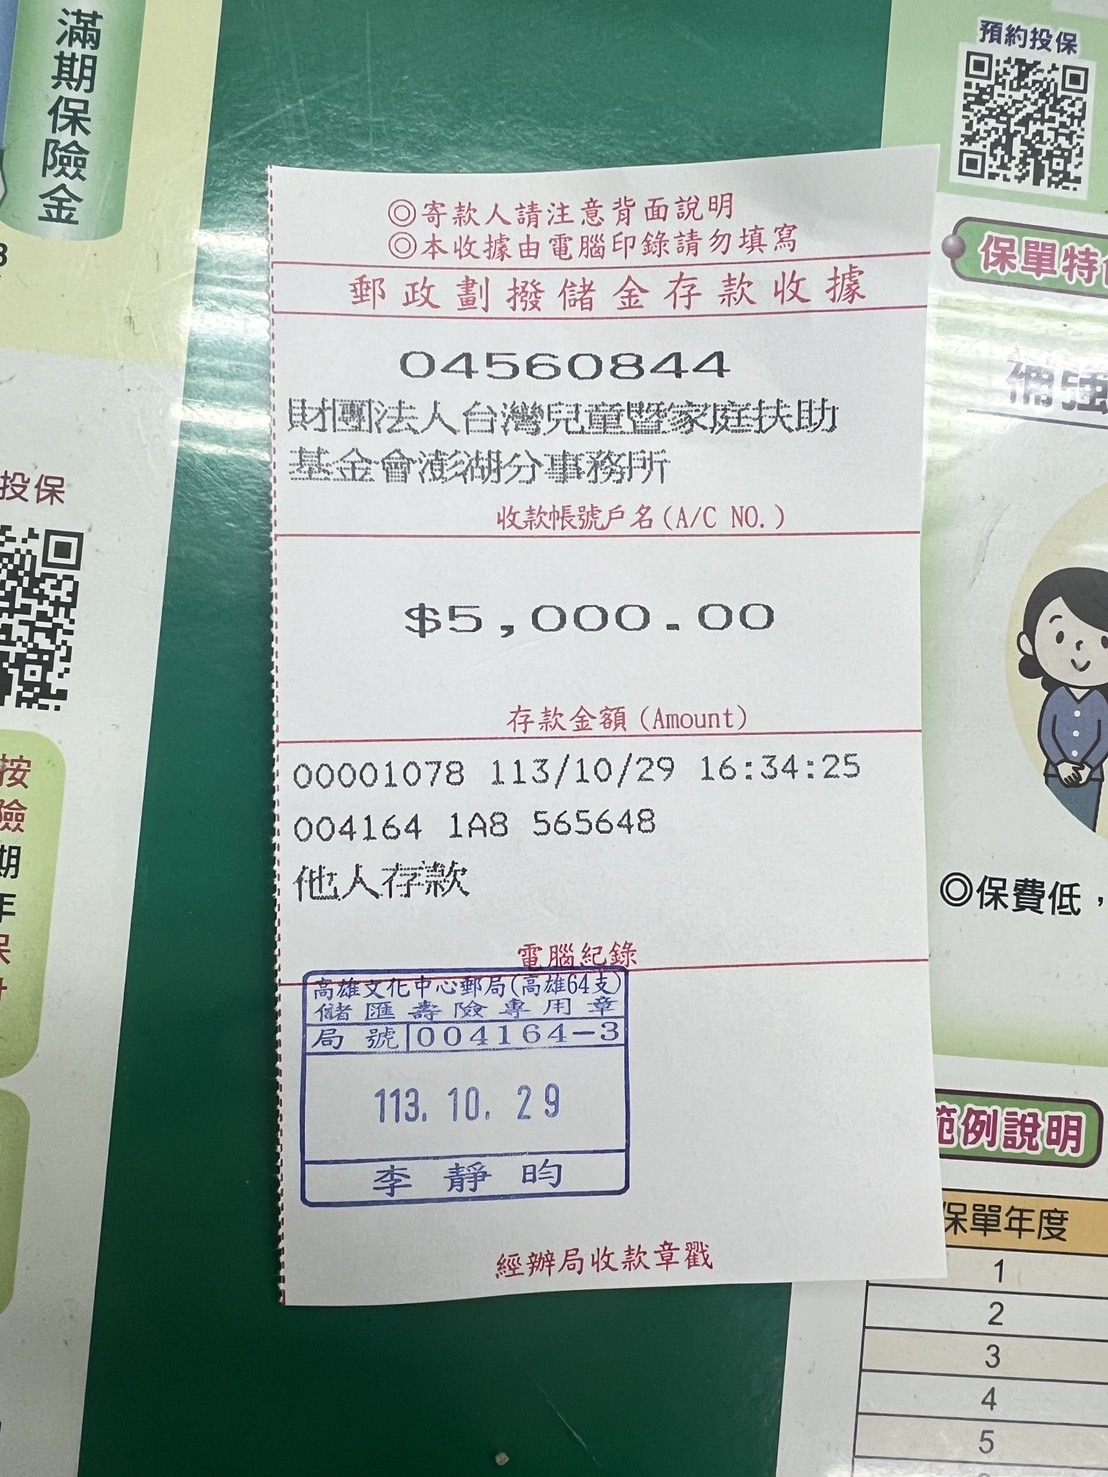 滿期保險金
預約投保
保單特
補強
投保
◎寄款人請注意背面說明
◎本收據由電腦印錄請勿填寫
郵政劃撥儲金存款收據
04560844
財團法人台灣兒童暨家庭扶助
基金會澎湖分事務所
收款帳號戶名(A/C NO.)
$5,000.00
存款金額(Amount)
00001078 113/10/29 16:34:25
004164 1A8 565648
他人存款
電腦紀錄
高雄文化中心郵局(高雄64支)
儲匯壽險專用章
局號 004164-3
113. 10. 29
李靜昀
經辦局收款章戳
按
險
期
年
◎保費低，
範例說明
保單年度
1
2
3
4
5